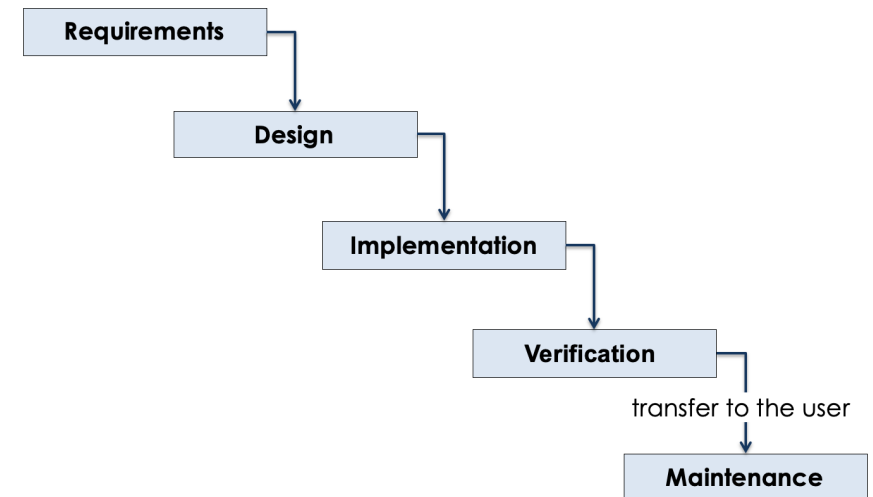 Requirements
Design
Implementation
Verification
transfer to the user
Maintenance